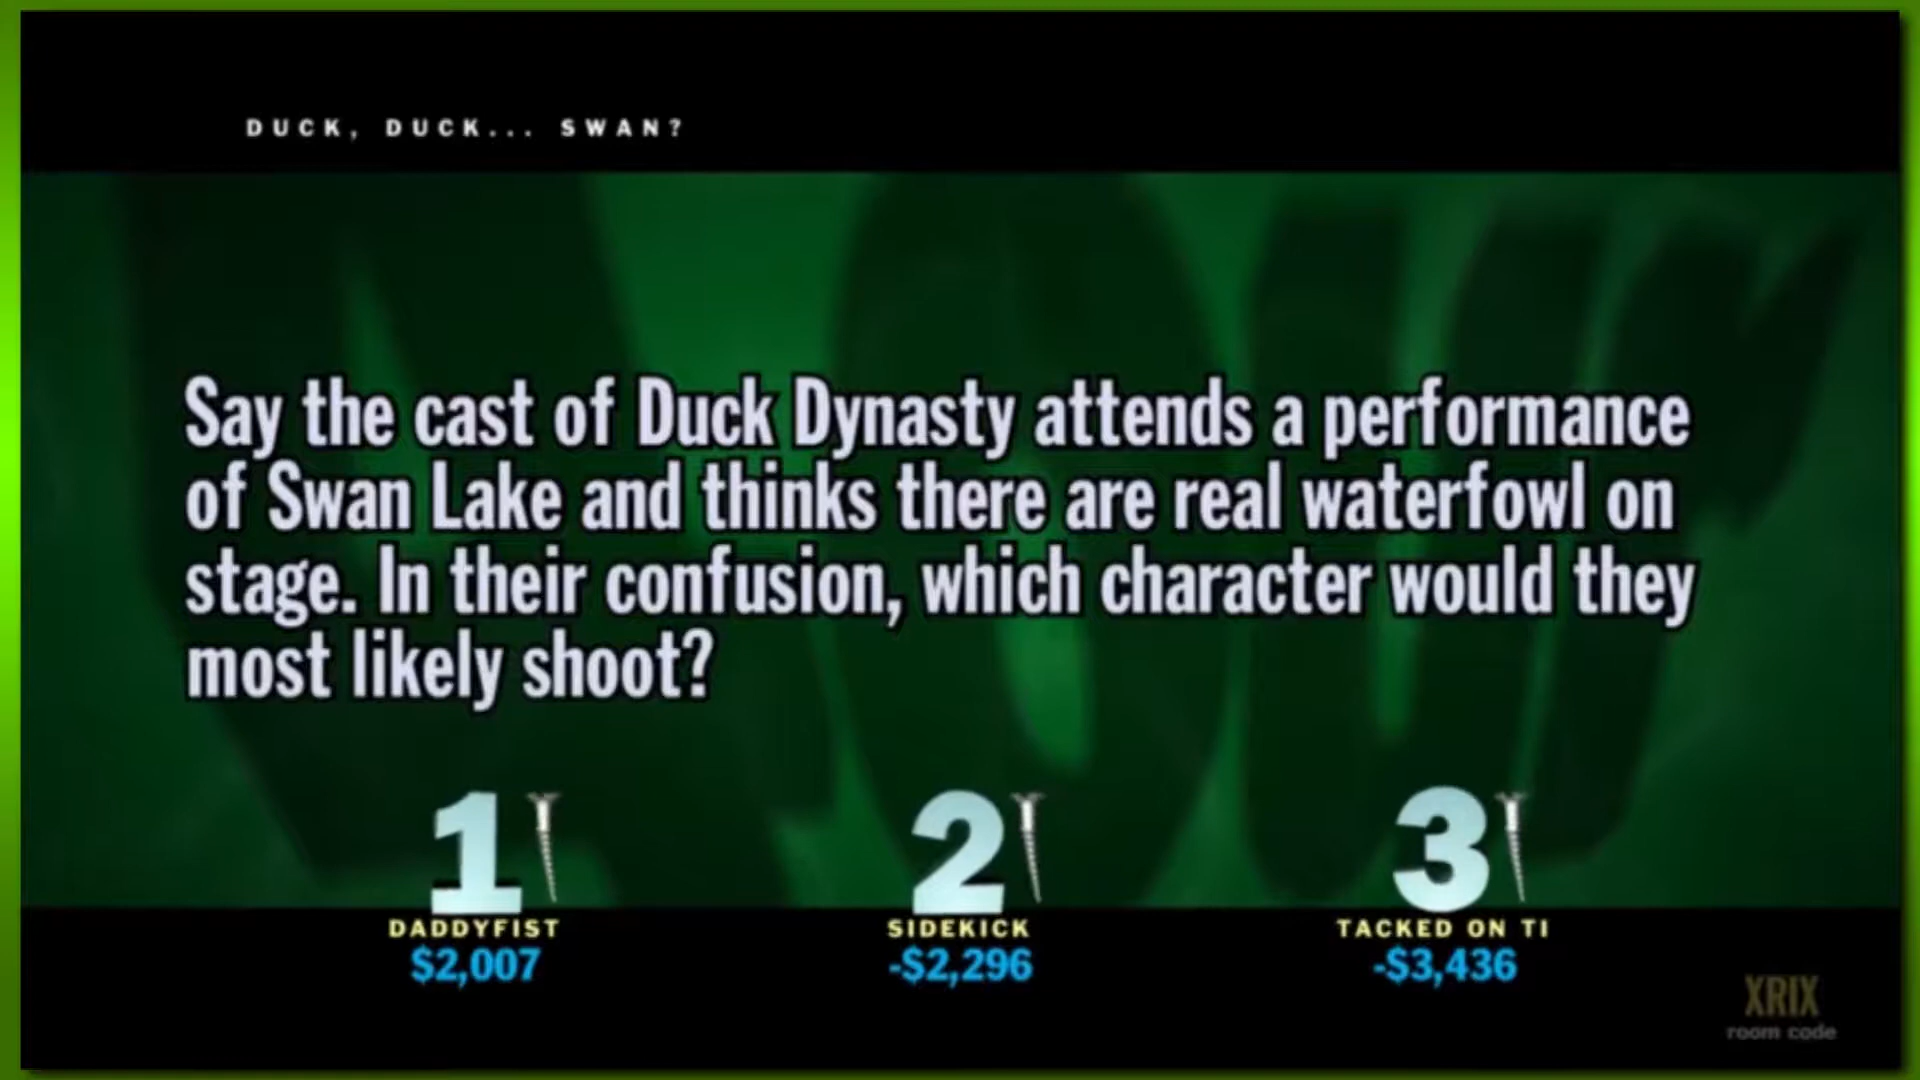 DUCK, DUCK... SWAN?
Say the cast of Duck Dynasty attends a performance
of Swan Lake and thinks there are real waterfowl on
stage. In their confusion, which character would they
most likely shoot?
1 2 3
DADDYFIST SIDEKICK TACKED ON TI
$2,007 -$2,296 -$3,436
XRIX
room code